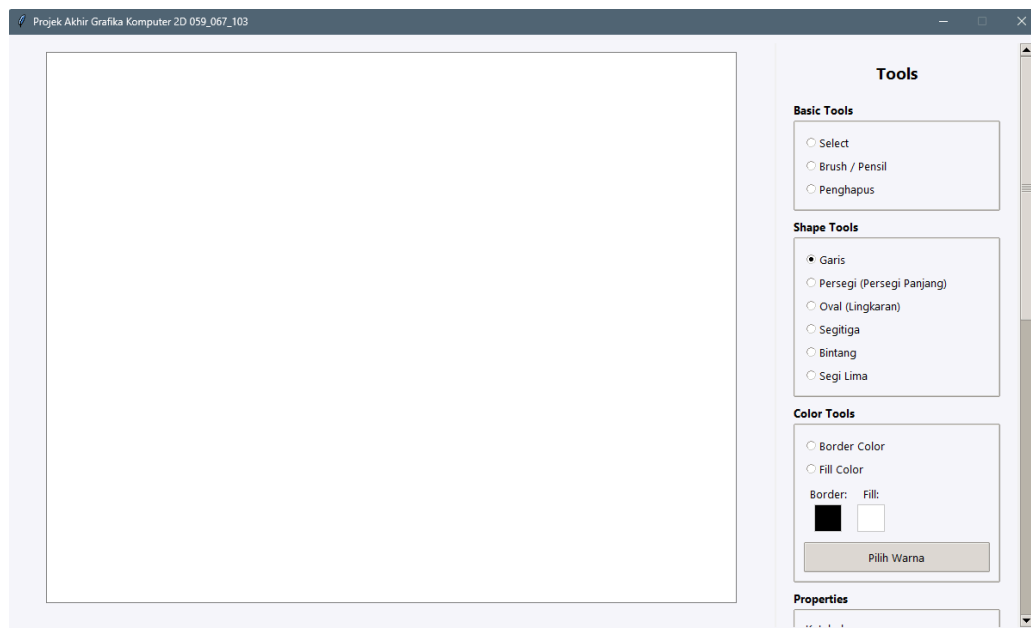 Projek Akhir Grafika Komputer 2D 059_067_103
Tools
Basic Tools
Select
Brush / Pensil
Penghapus
Shape Tools
Garis
Persegi (Persegi Panjang)
Oval (Lingkaran)
Segitiga
Bintang
Segi Lima
Color Tools
Border Color
Fill Color
Border: Fill:
Pilih Warna
Properties